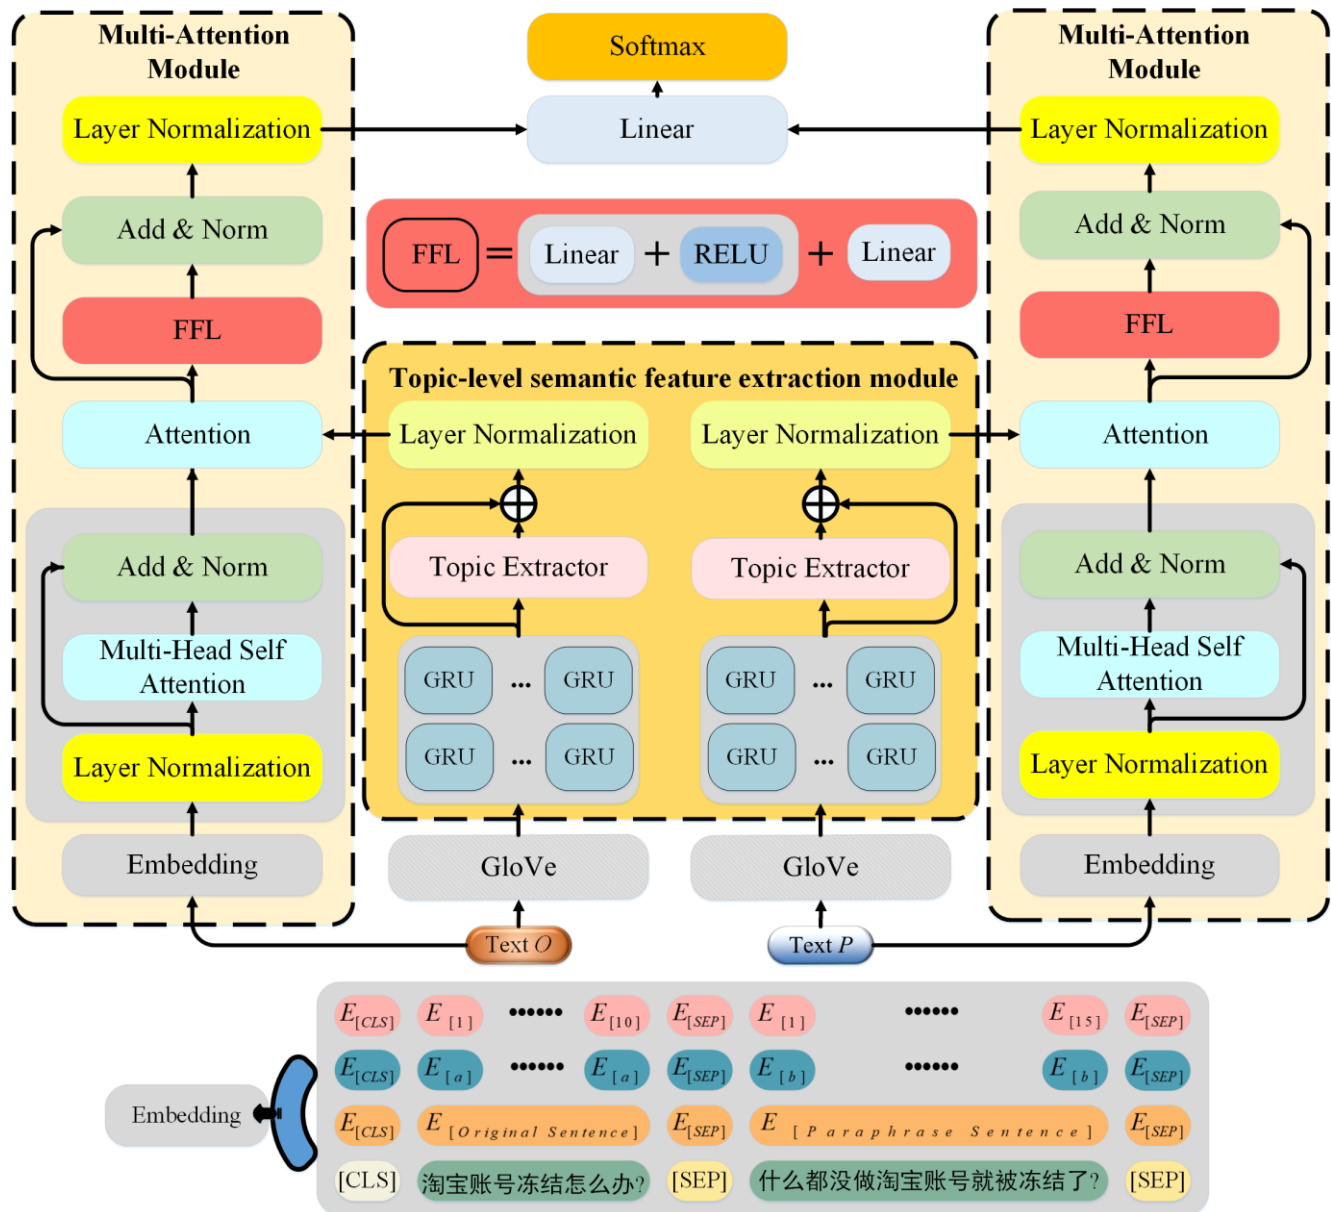 Multi-Attention
Module
Layer Normalization
Add & Norm
FFL
Attention
Add & Norm
Multi-Head Self
Attention
Layer Normalization
Embedding
Softmax
Linear
FFL = Linear + RELU + Linear
Topic-level semantic feature extraction module
Layer Normalization Layer Normalization
Topic Extractor Topic Extractor
GRU ... GRU GRU ... GRU
GRU ... GRU GRU ... GRU
GloVe GloVe
Text O Text P
Multi-Attention
Module
Layer Normalization
Add & Norm
FFL
Attention
Add & Norm
Multi-Head Self
Attention
Layer Normalization
Embedding
Embedding
E[CLS] E[1] ...... E[10] E[SEP] E[1] ...... E[15] E[SEP]
E[CLS] E[a] ...... E[a] E[SEP] E[b] ...... E[b] E[SEP]
E[CLS] E[Original Sentence] E[SEP] E[Paraphrase Sentence] E[SEP]
[CLS] 淘宝账号冻结怎么办? [SEP] 什么都没做淘宝账号就被冻结了? [SEP]